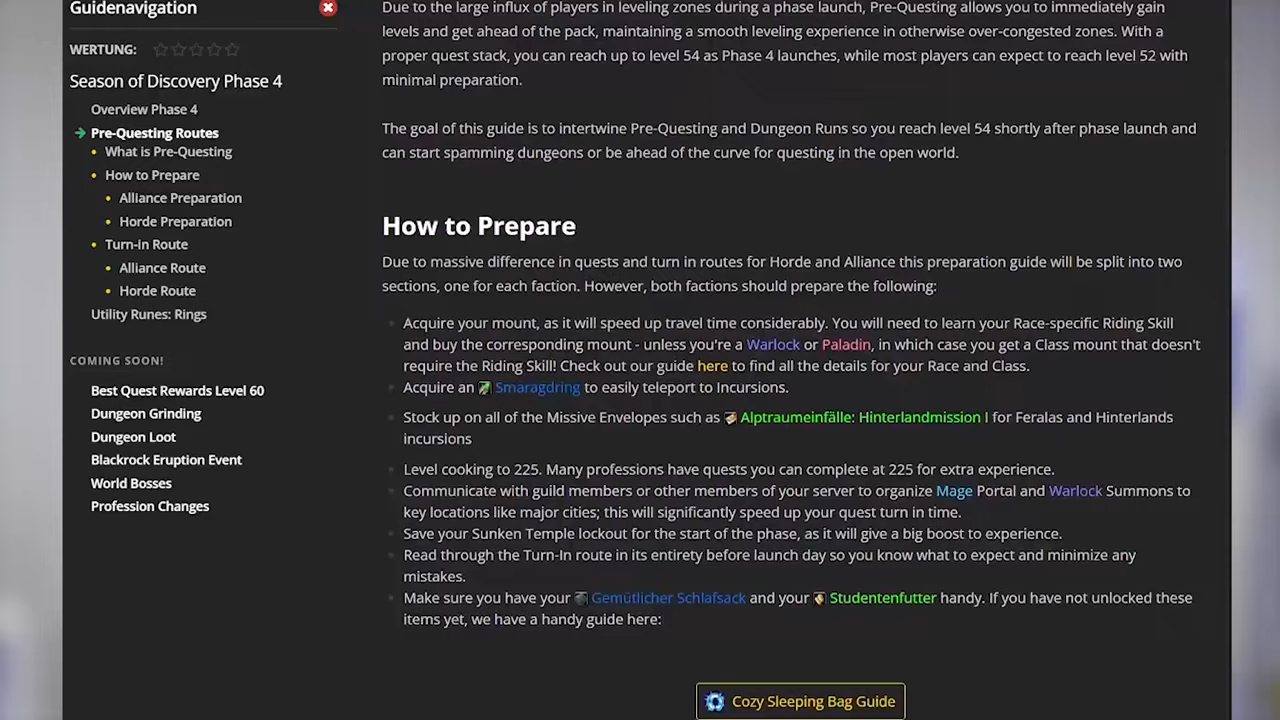 Guidenavigation
WERTUNG:
Season of Discovery Phase 4
Overview Phase 4
Pre-Questing Routes
What is Pre-Questing
How to Prepare
Alliance Preparation
Horde Preparation
Turn-in Route
Alliance Route
Horde Route
Utility Runes: Rings
COMING SOON!
Best Quest Rewards Level 60
Dungeon Grinding
Dungeon Loot
Blackrock Eruption Event
World Bosses
Profession Changes
Due to the large influx of players in leveling zones during a phase launch, Pre-Questing allows you to immediately gain
levels and get ahead of the pack, maintaining a smooth leveling experience in otherwise over-congested zones. With a
proper quest stack, you can reach up to level 54 as Phase 4 launches, while most players can expect to reach level 52 with
minimal preparation.
The goal of this guide is to intertwine Pre-Questing and Dungeon Runs so you reach level 54 shortly after phase launch and
can start spamming dungeons or be ahead of the curve for questing in the open world.
How to Prepare
Due to massive difference in quests and turn in routes for Horde and Alliance this preparation guide will be split into two
sections, one for each faction. However, both factions should prepare the following:
Acquire your mount, as it will speed up travel time considerably. You will need to learn your Race-specific Riding Skill
and buy the corresponding mount - unless you're a Warlock or Paladin, in which case you get a Class mount that doesn't
require the Riding Skill! Check out our guide here to find all the details for your Race and Class.
Acquire an Smaragdring to easily teleport to Incursions.
Stock up on all of the Missive Envelopes such as Alptraumeinfälle: Hinterlandmission I for Feralas and Hinterlands
incursions
Level cooking to 225. Many professions have quests you can complete at 225 for extra experience.
Communicate with guild members or other members of your server to organize Mage Portal and Warlock Summons to
key locations like major cities; this will significantly speed up your quest turn in time.
Save your Sunken Temple lockout for the start of the phase, as it will give a big boost to experience.
Read through the Turn-In route in its entirety before launch day so you know what to expect and minimize any
mistakes.
Make sure you have your Gemütlicher Schlafsack and your Studentenfutter handy. If you have not unlocked these
items yet, we have a handy guide here:
Cozy Sleeping Bag Guide